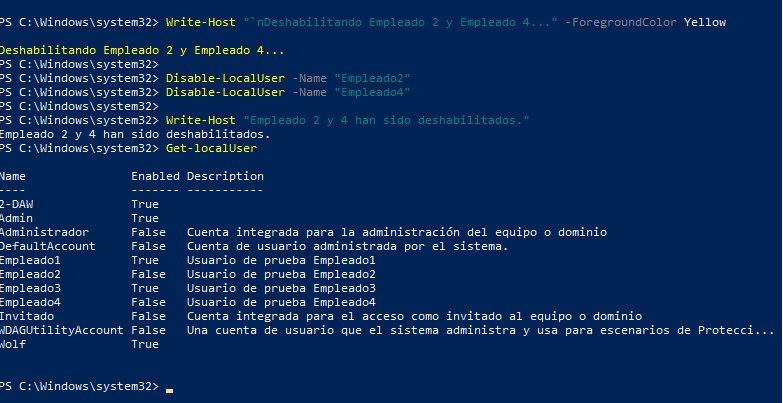 PS C:\Windows\system32> Write-Host "`nDeshabilitando Empleado 2 y Empleado 4..." -ForegroundColor Yellow
Deshabilitando Empleado 2 y Empleado 4...
PS C:\Windows\system32>
PS C:\Windows\system32> Disable-LocalUser -Name "Empleado2"
PS C:\Windows\system32> Disable-LocalUser -Name "Empleado4"
PS C:\Windows\system32>
PS C:\Windows\system32> Write-Host "Empleado 2 y 4 han sido deshabilitados."
Empleado 2 y 4 han sido deshabilitados.
PS C:\Windows\system32> Get-localUser
Name Enabled Description
---- ------- -----------
2-DAW True
Admin True
Administrador False Cuenta integrada para la administración del equipo o dominio
DefaultAccount False Cuenta de usuario administrada por el sistema.
Empleado1 True Usuario de prueba Empleado1
Empleado2 False Usuario de prueba Empleado2
Empleado3 True Usuario de prueba Empleado3
Empleado4 False Usuario de prueba Empleado4
Invitado False Cuenta integrada para el acceso como invitado al equipo o dominio
WDAGUtilityAccount False Una cuenta de usuario que el sistema administra y usa para escenarios de Protecci...
Wolf True
PS C:\Windows\system32>